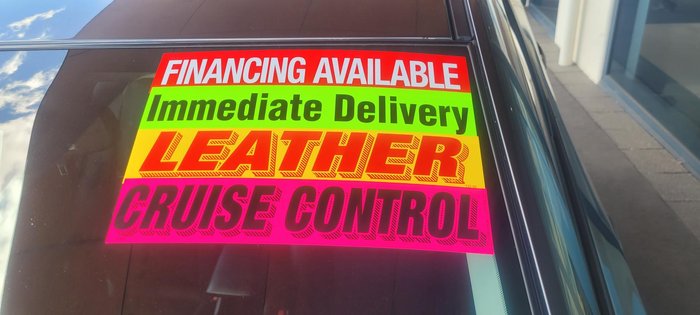 FINANCING AVAILABLE
Immediate Delivery
LEATHER
CRUISE CONTROL